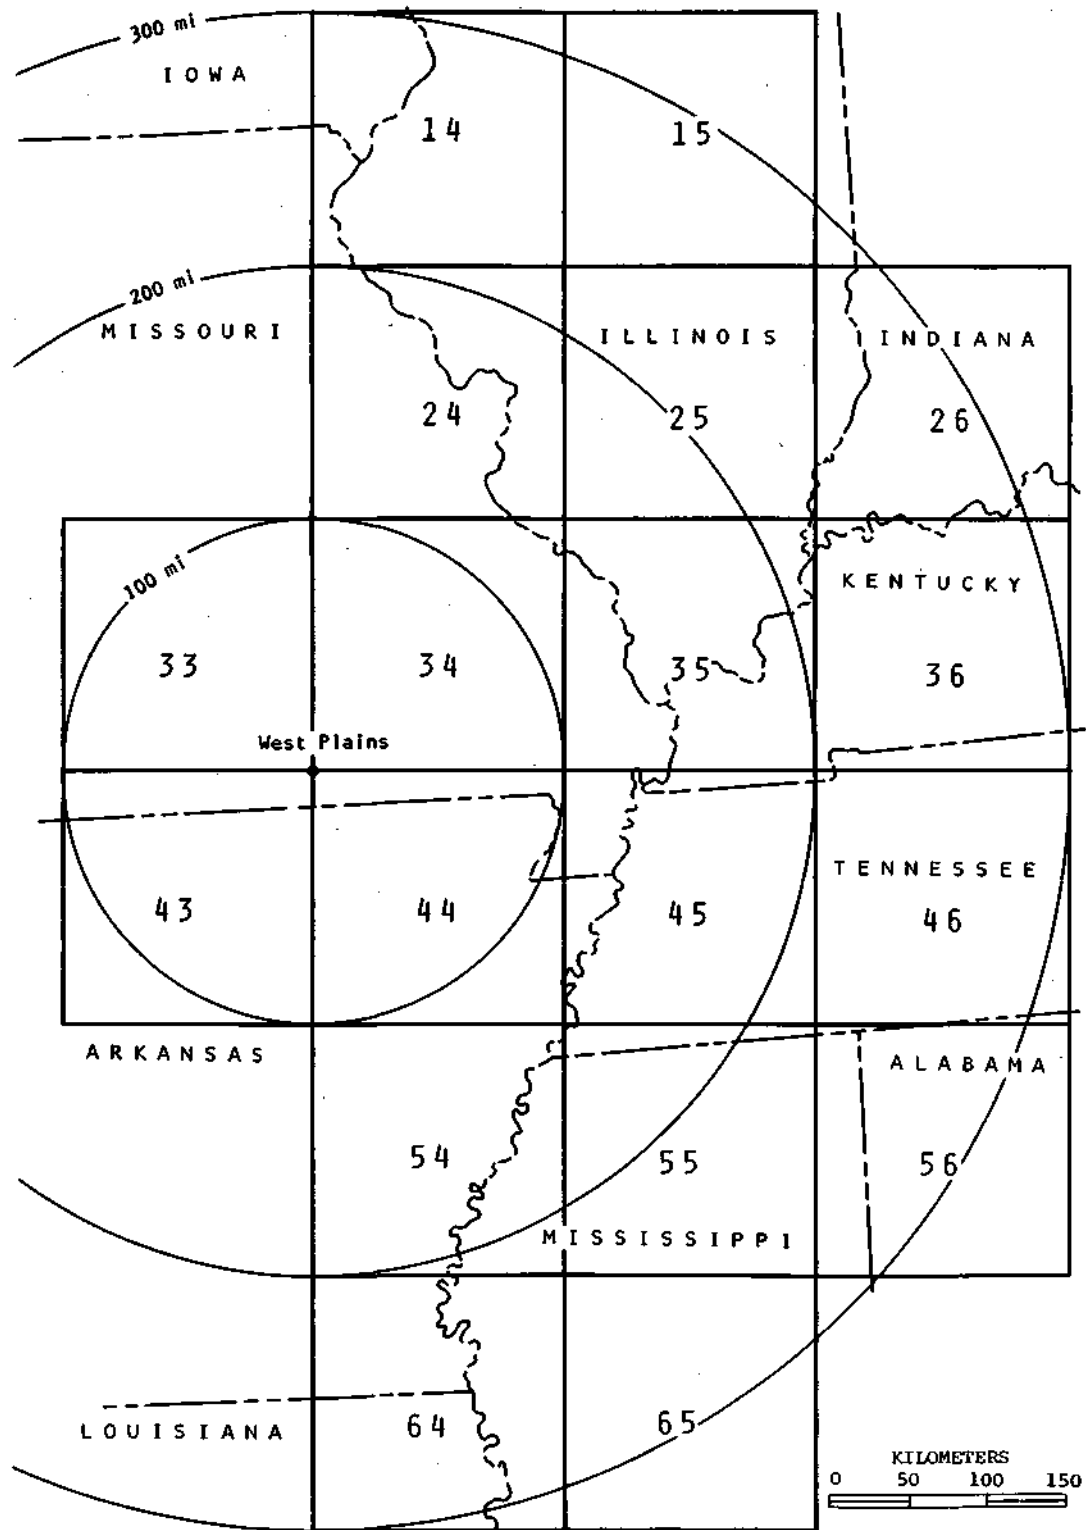 300 mi
IOWA
14
15
200 mi
MISSOURI
ILLINOIS
INDIANA
24
25
26
100 mi
KENTUCKY
33
34
35
36
West Plains
TENNESSEE
43
44
45
46
ARKANSAS
ALABAMA
54
55
56
MISSISSIPPI
LOUISIANA
64
65
KILOMETERS
0 50 100 150